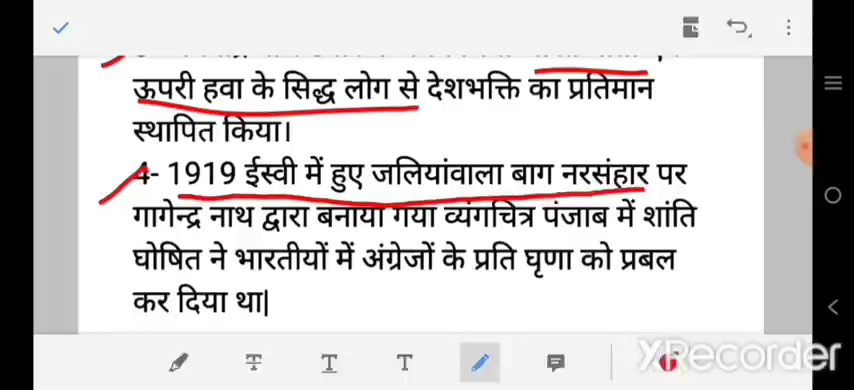 ऊपरी हवा के सिद्ध लोग से देशभक्ति का प्रतिमान
स्थापित किया।
4- 1919 ईस्वी में हुए जलियांवाला बाग नरसंहार पर
गागेन्द्र नाथ द्वारा बनाया गया व्यंगचित्र पंजाब में शांति
घोषित ने भारतीयों में अंग्रेजों के प्रति घृणा को प्रबल
कर दिया था|
T T
XRecorder